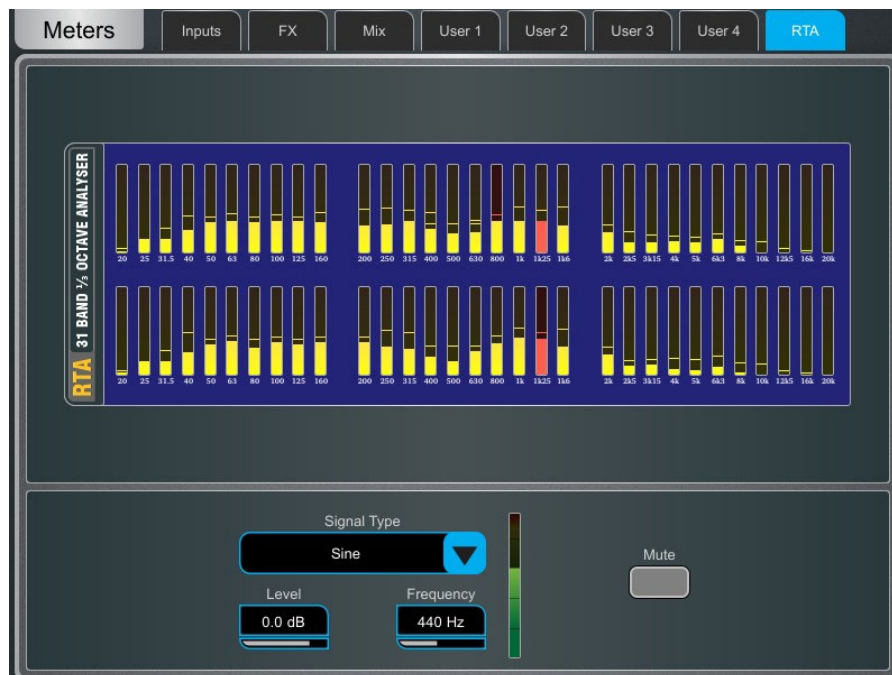 Meters Inputs FX Mix User 1 User 2 User 3 User 4 RTA
RTA 31 BAND ⅓ OCTAVE ANALYSER
20 25 31.5 40 50 63 80 100 125 160 200 250 315 400 500 630 800 1k 1k25 1k6 2k 2k5 3k15 4k 5k 6k3 8k 10k 12k5 16k 20k
20 25 31.5 40 50 63 80 100 125 160 200 250 315 400 500 630 800 1k 1k25 1k6 2k 2k5 3k15 4k 5k 6k3 8k 10k 12k5 16k 20k
Signal Type
Sine
Mute
Level Frequency
0.0 dB 440 Hz